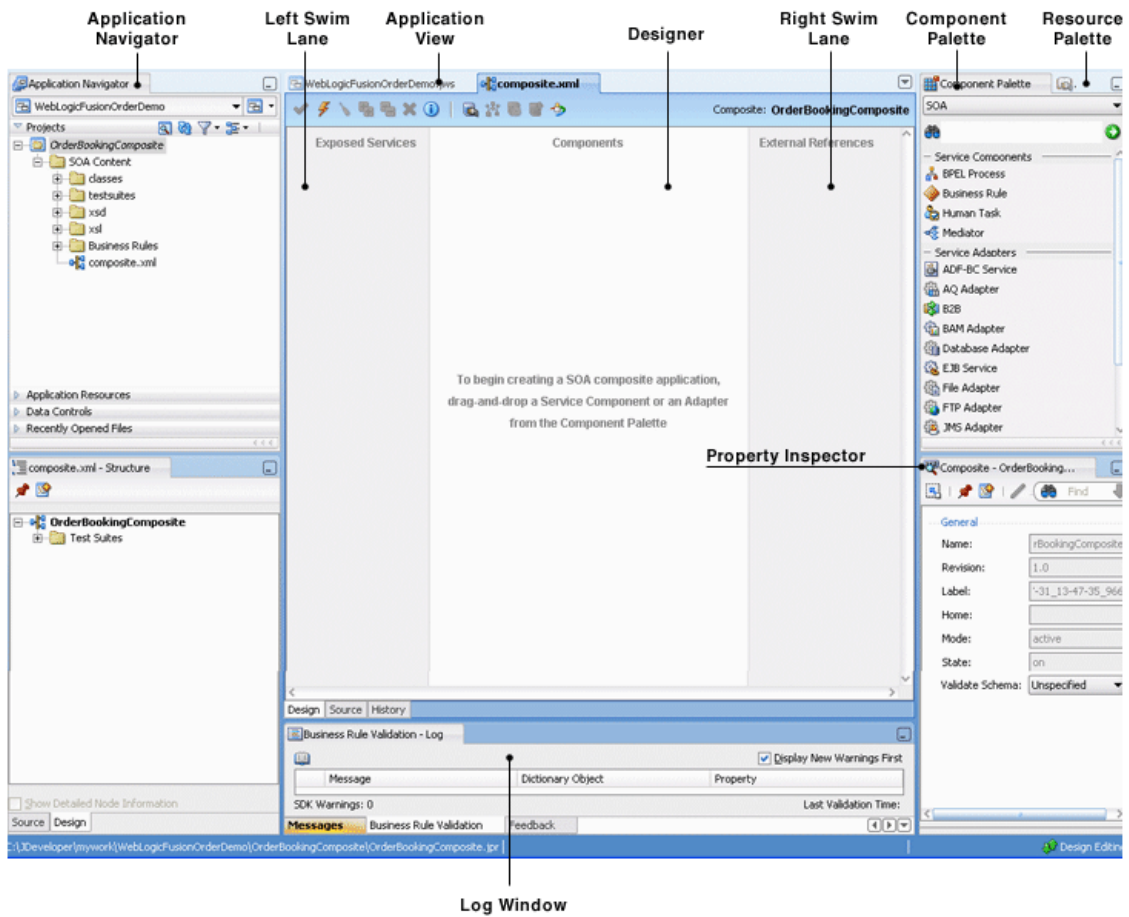 Application Navigator
Left Swim Lane
Application View
Designer
Right Swim Lane
Component Palette
Resource Palette
Application Navigator
WebLogicFusionOrderDemo
Projects
OrderBookingComposite
SOA Content
classes
testsuites
xsd
xsl
Business Rules
composite.xml
Application Resources
Data Controls
Recently Opened Files
composite.xml - Structure
OrderBookingComposite
Test Suites
Show Detailed Node Information
Source Design
WebLogicFusionOrderDemo.jws
composite.xml
Composite: OrderBookingComposite
Exposed Services
Components
External References
To begin creating a SOA composite application,
drag-and-drop a Service Component or an Adapter
from the Component Palette
Design Source History
Business Rule Validation - Log
Display New Warnings First
Message
Dictionary Object
Property
SDK Warnings: 0
Last Validation Time:
Messages Business Rule Validation Feedback
Component Palette
SOA
Service Components
BPEL Process
Business Rule
Human Task
Mediator
Service Adapters
ADF-BC Service
AQ Adapter
B2B
BAM Adapter
Database Adapter
EJB Service
File Adapter
FTP Adapter
JMS Adapter
Property Inspector
Composite - OrderBooking...
Find
General
Name: rBookingComposite
Revision: 1.0
Label: '-31_13-47-35_966
Home:
Mode: active
State: on
Validate Schema: Unspecified
C:\JDeveloper\mywork\WebLogicFusionOrderDemo\OrderBookingComposite\OrderBookingComposite.jpr
Design Editin
Log Window